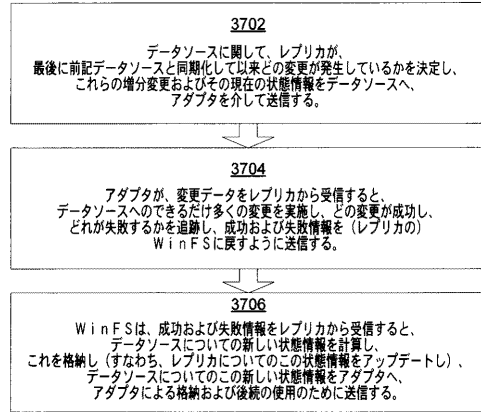 3702
データソースに関して、レプリカが、
最後に前記データソースと同期化して以来どの変更が発生しているかを決定し、
これらの増分変更およびその現在の状態情報をデータソースへ、
アダプタを介して送信する。
3704
アダプタが、変更データをレプリカから受信すると、
データソースへのできるだけ多くの変更を実施し、どの変更が成功し、
どれが失敗するかを追跡し、成功および失敗情報を（レプリカの）
ＷｉｎＦＳに戻すように送信する。
3706
ＷｉｎＦＳは、成功および失敗情報をレプリカから受信すると、
データソースについての新しい状態情報を計算し、
これを格納し（すなわち、レプリカについてのこの状態情報をアップデートし）、
データソースについてのこの新しい状態情報をアダプタへ、
アダプタによる格納および後続の使用のために送信する。